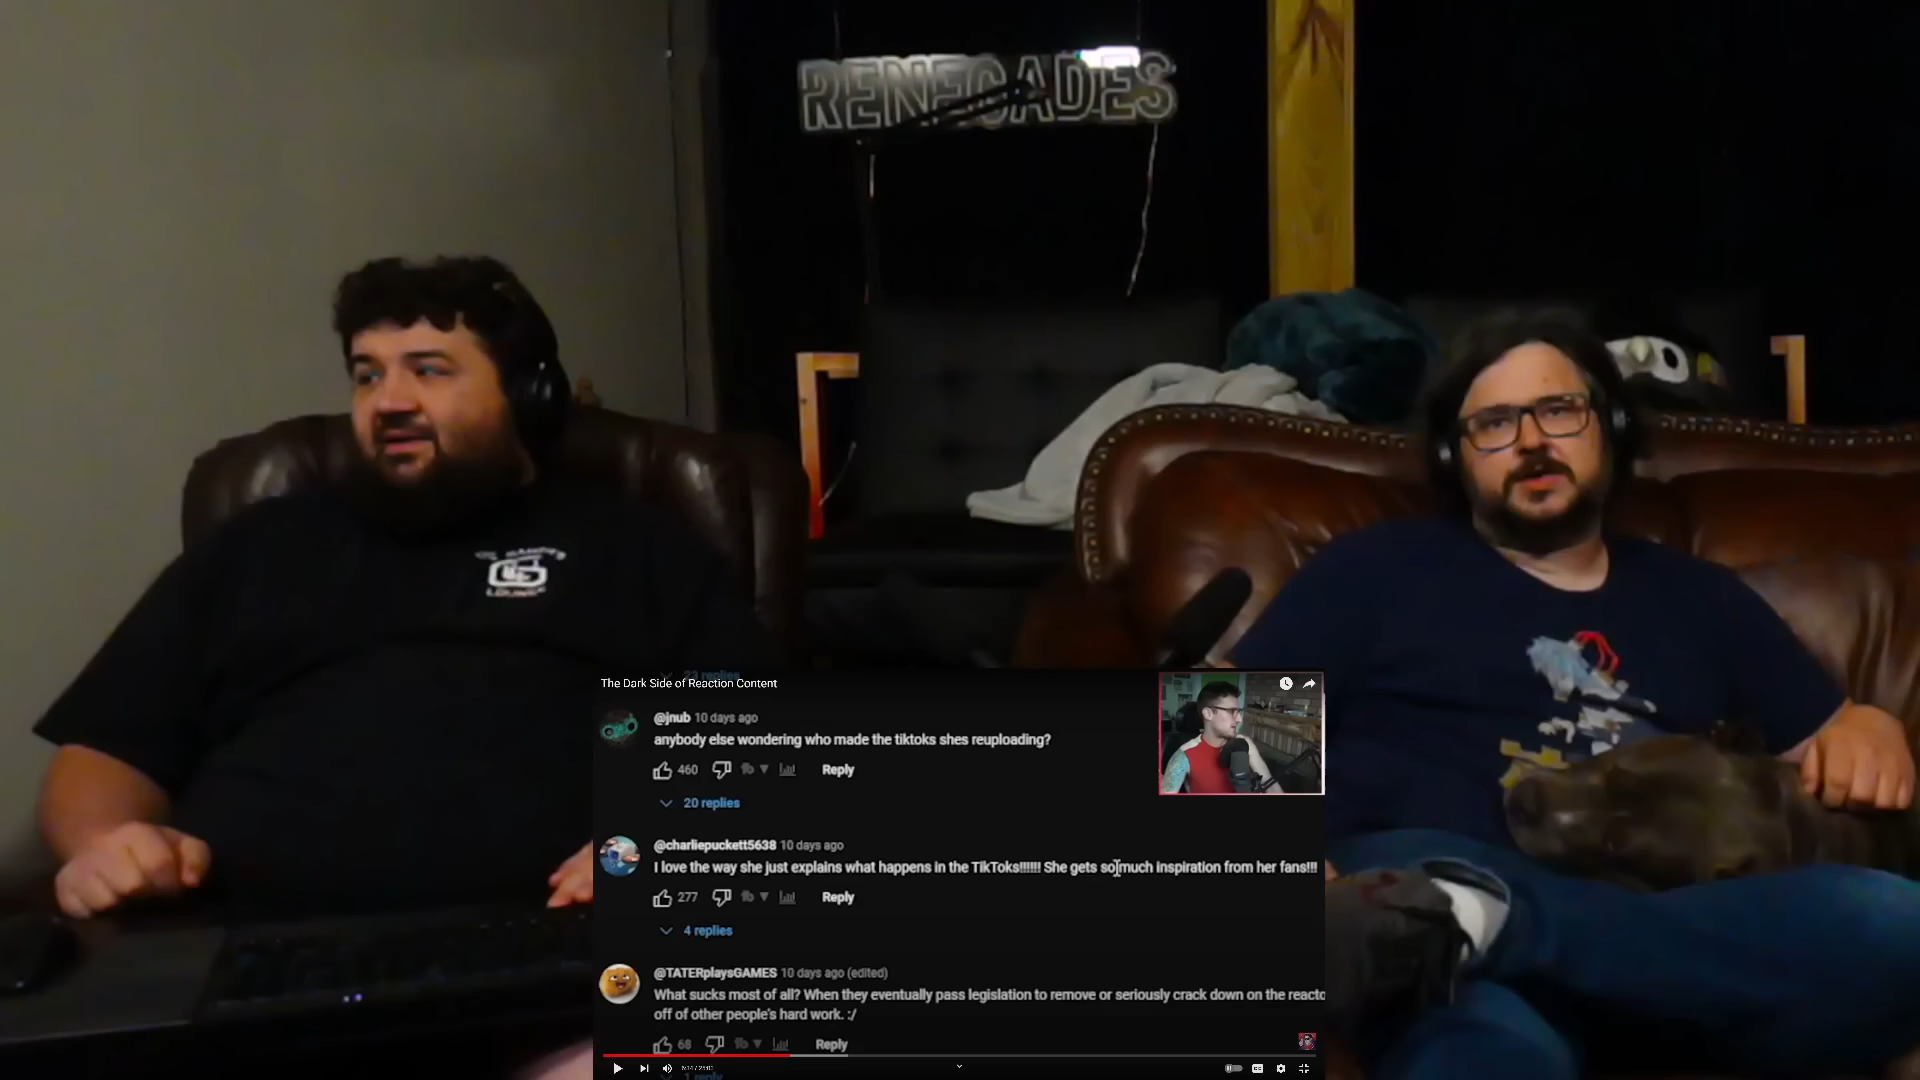 RENEGADES
23 replies
The Dark Side of Reaction Content
@jnub 10 days ago
anybody else wondering who made the tiktoks shes reuploading?
460 Reply
20 replies
@charliepuckett5638 10 days ago
I love the way she just explains what happens in the TikToks!!!!!! She gets so much inspiration from her fans!!!
277 Reply
4 replies
@TATERplaysGAMES 10 days ago (edited)
What sucks most of all? When they eventually pass legislation to remove or seriously crack down on the reacto
off of other people's hard work. :/
68 Reply
1 reply